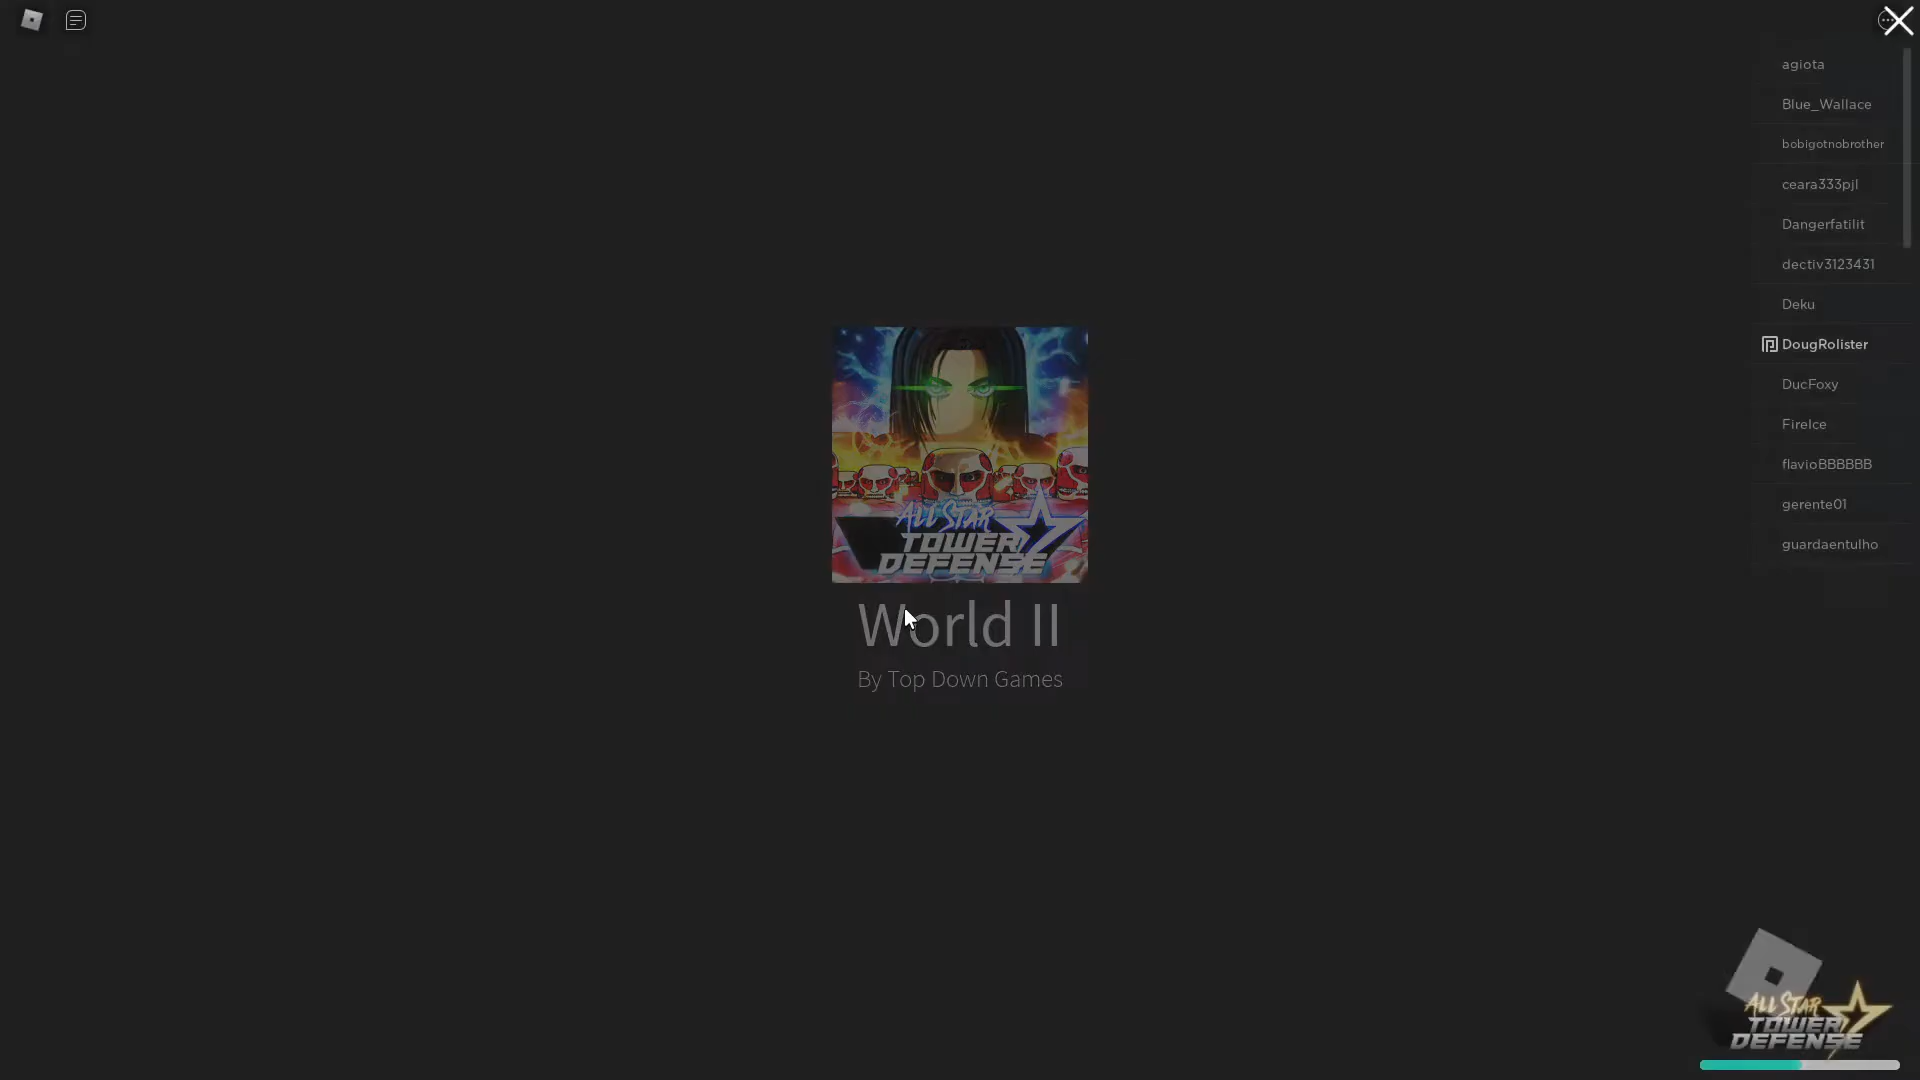 agiota
Blue_Wallace
bobigotnobrother
ceara333pjl
Dangerfatilit
dectiv3123431
Deku
DougRolister
DucFoxy
FireIce
flavioBBBBBB
gerente01
guardaentulho
ALL STAR
TOWER
DEFENSE
World II
By Top Down Games
ALL STAR
TOWER
DEFENSE